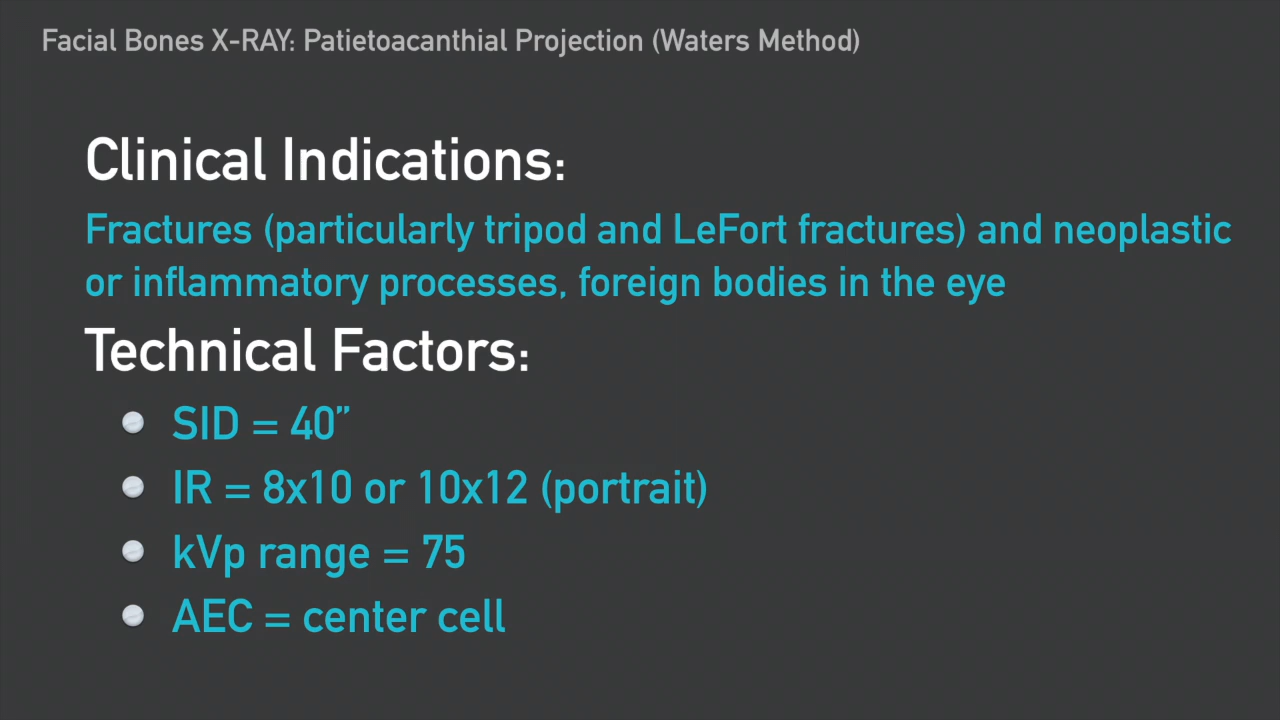 Facial Bones X-RAY: Patietoacanthial Projection (Waters Method)
Clinical Indications:
Fractures (particularly tripod and LeFort fractures) and neoplastic
or inflammatory processes, foreign bodies in the eye
Technical Factors:
SID = 40”
IR = 8x10 or 10x12 (portrait)
kVp range = 75
AEC = center cell